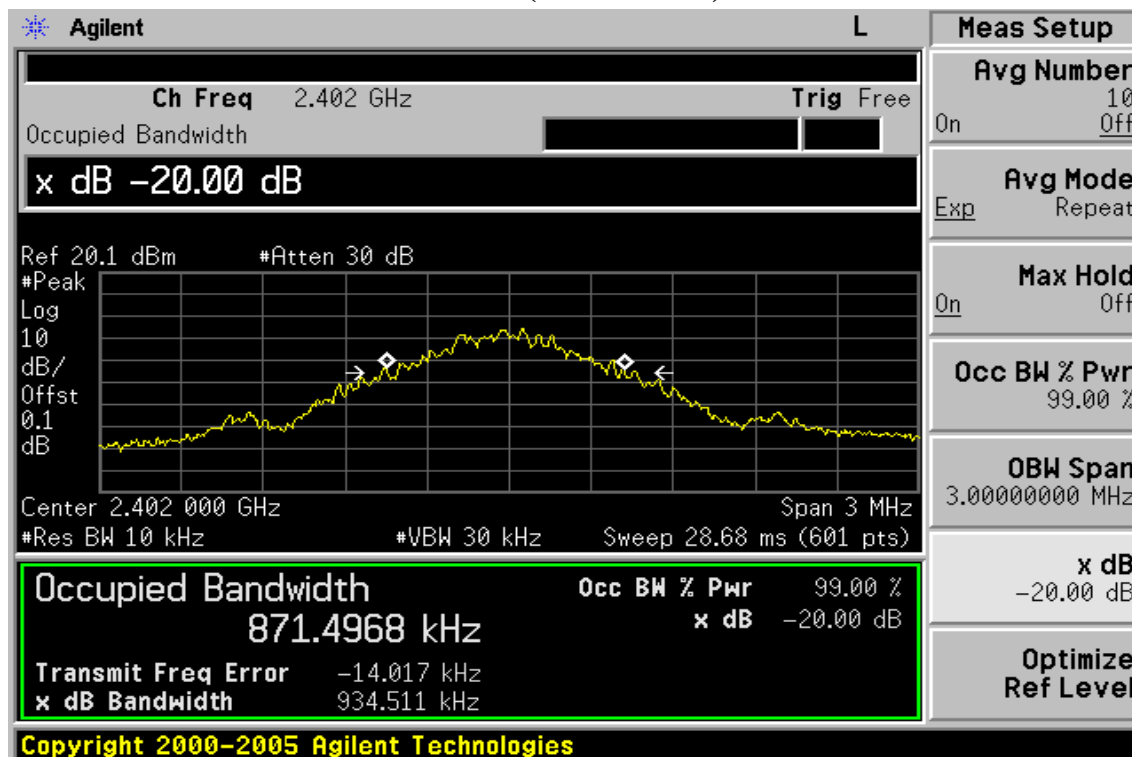 Agilent L
Ch Freq 2.402 GHz Trig Free
Occupied Bandwidth
x dB -20.00 dB
Ref 20.1 dBm #Atten 30 dB
#Peak
Log
10
dB/
Offst
0.1
dB
Center 2.402 000 GHz Span 3 MHz
#Res BW 10 kHz #VBW 30 kHz Sweep 28.68 ms (601 pts)
Occupied Bandwidth Occ BW % Pwr 99.00 %
871.4968 kHz x dB -20.00 dB
Transmit Freq Error -14.017 kHz
x dB Bandwidth 934.511 kHz
Copyright 2000-2005 Agilent Technologies
Meas Setup
Avg Number
10
On Off
Avg Mode
Exp Repeat
Max Hold
On Off
Occ BW % Pwr
99.00 %
OBW Span
3.00000000 MHz
x dB
-20.00 dB
Optimize
Ref Level